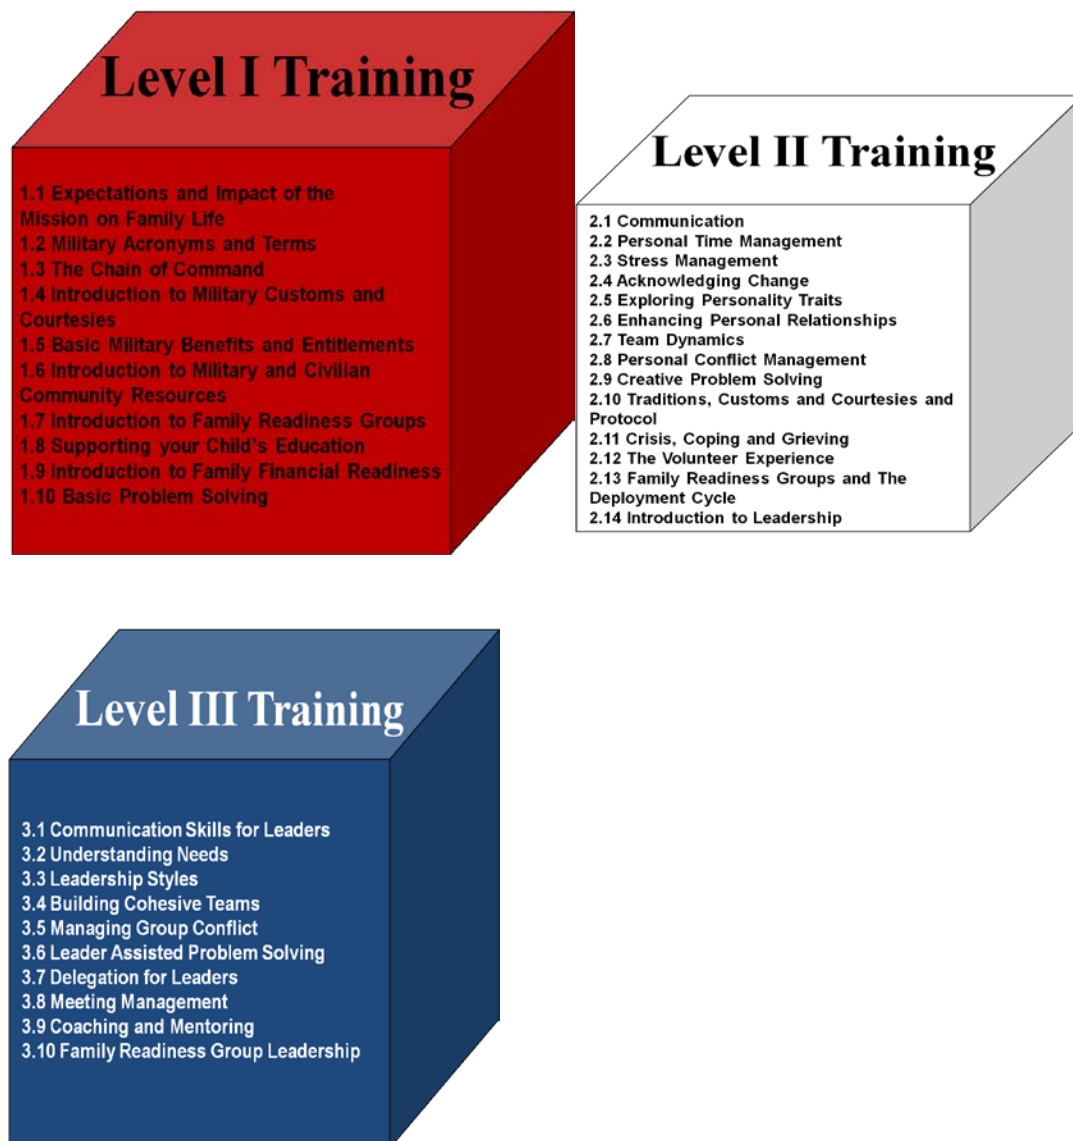 Level I Training
1.1 Expectations and Impact of the
Mission on Family Life
1.2 Military Acronyms and Terms
1.3 The Chain of Command
1.4 Introduction to Military Customs and
Courtesies
1.5 Basic Military Benefits and Entitlements
1.6 Introduction to Military and Civilian
Community Resources
1.7 Introduction to Family Readiness Groups
1.8 Supporting your Child's Education
1.9 Introduction to Family Financial Readiness
1.10 Basic Problem Solving
Level II Training
2.1 Communication
2.2 Personal Time Management
2.3 Stress Management
2.4 Acknowledging Change
2.5 Exploring Personality Traits
2.6 Enhancing Personal Relationships
2.7 Team Dynamics
2.8 Personal Conflict Management
2.9 Creative Problem Solving
2.10 Traditions, Customs and Courtesies and
Protocol
2.11 Crisis, Coping and Grieving
2.12 The Volunteer Experience
2.13 Family Readiness Groups and The
Deployment Cycle
2.14 Introduction to Leadership
Level III Training
3.1 Communication Skills for Leaders
3.2 Understanding Needs
3.3 Leadership Styles
3.4 Building Cohesive Teams
3.5 Managing Group Conflict
3.6 Leader Assisted Problem Solving
3.7 Delegation for Leaders
3.8 Meeting Management
3.9 Coaching and Mentoring
3.10 Family Readiness Group Leadership